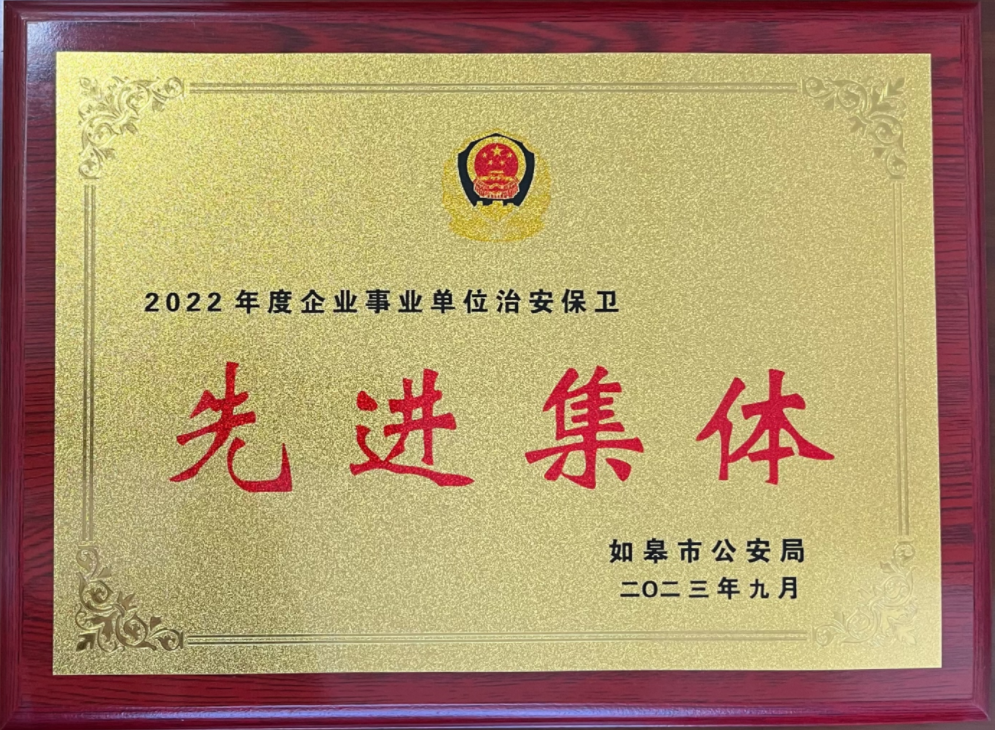 2022年度企业事业单位治安保卫
先进集体
如皋市公安局
二〇二三年九月